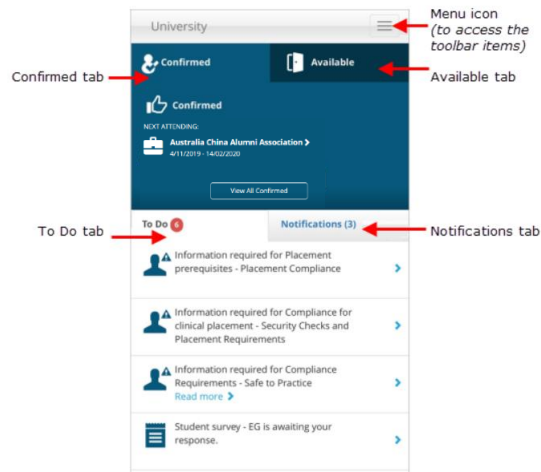 University
Menu icon
(to access the
toolbar items)
Confirmed
Available
Confirmed tab
Available tab
Confirmed
NEXT ATTENDING:
Australia China Alumni Association
4/11/2019 - 14/02/2020
View All Confirmed
To Do 6
Notifications (3)
To Do tab
Notifications tab
Information required for Placement
prerequisites - Placement Compliance
Information required for Compliance for
clinical placement - Security Checks and
Placement Requirements
Information required for Compliance
Requirements - Safe to Practice
Read more
Student survey - EG is awaiting your
response.